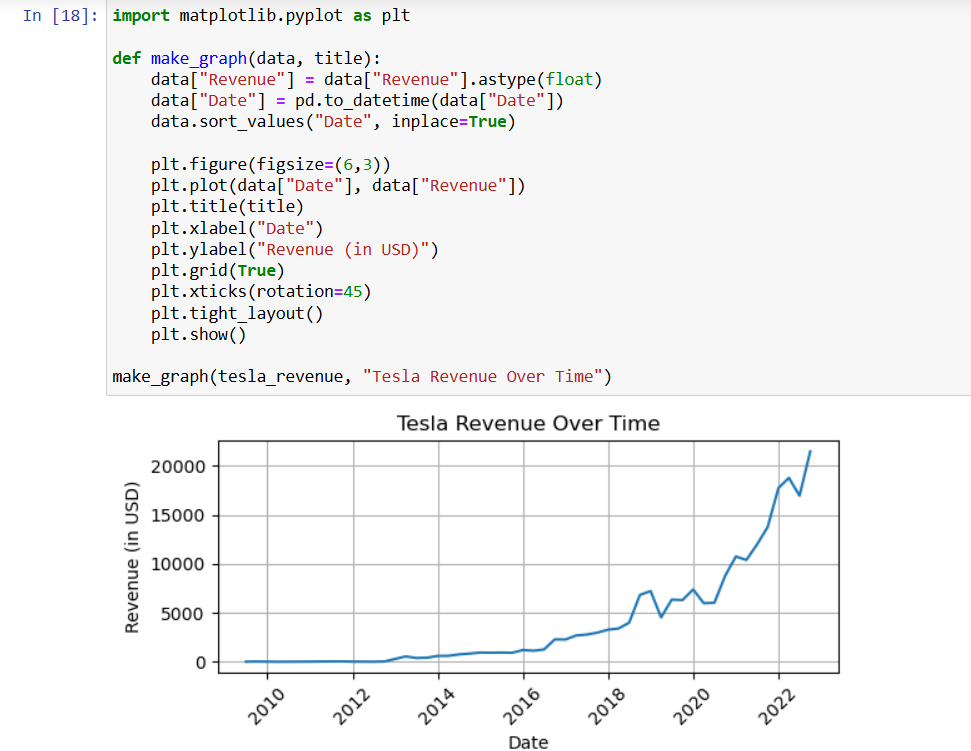 In [18]: import matplotlib.pyplot as plt
def make_graph(data, title):
    data["Revenue"] = data["Revenue"].astype(float)
    data["Date"] = pd.to_datetime(data["Date"])
    data.sort_values("Date", inplace=True)
    plt.figure(figsize=(6,3))
    plt.plot(data["Date"], data["Revenue"])
    plt.title(title)
    plt.xlabel("Date")
    plt.ylabel("Revenue (in USD)")
    plt.grid(True)
    plt.xticks(rotation=45)
    plt.tight_layout()
    plt.show()
make_graph(tesla_revenue, "Tesla Revenue Over Time")
Tesla Revenue Over Time
Revenue (in USD)
20000
15000
10000
5000
0
2010 2012 2014 2016 2018 2020 2022
Date